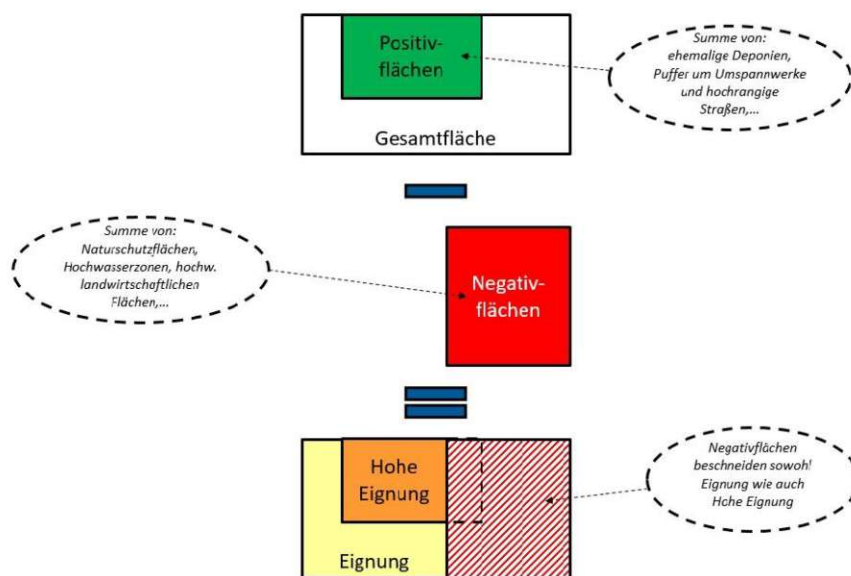 Positiv-
flächen
Gesamtfläche
Summe von:
ehemalige Deponien,
Puffer um Umspannwerke
und hochrangige
Straßen,...
Summe von:
Naturschutzflächen,
Hochwasserzonen, hochw.
landwirtschaftlichen
Flächen,...
Negativ-
flächen
Hohe
Eignung
Eignung
Negativflächen
beschneiden sowohl
Eignung wie auch
Hohe Eignung